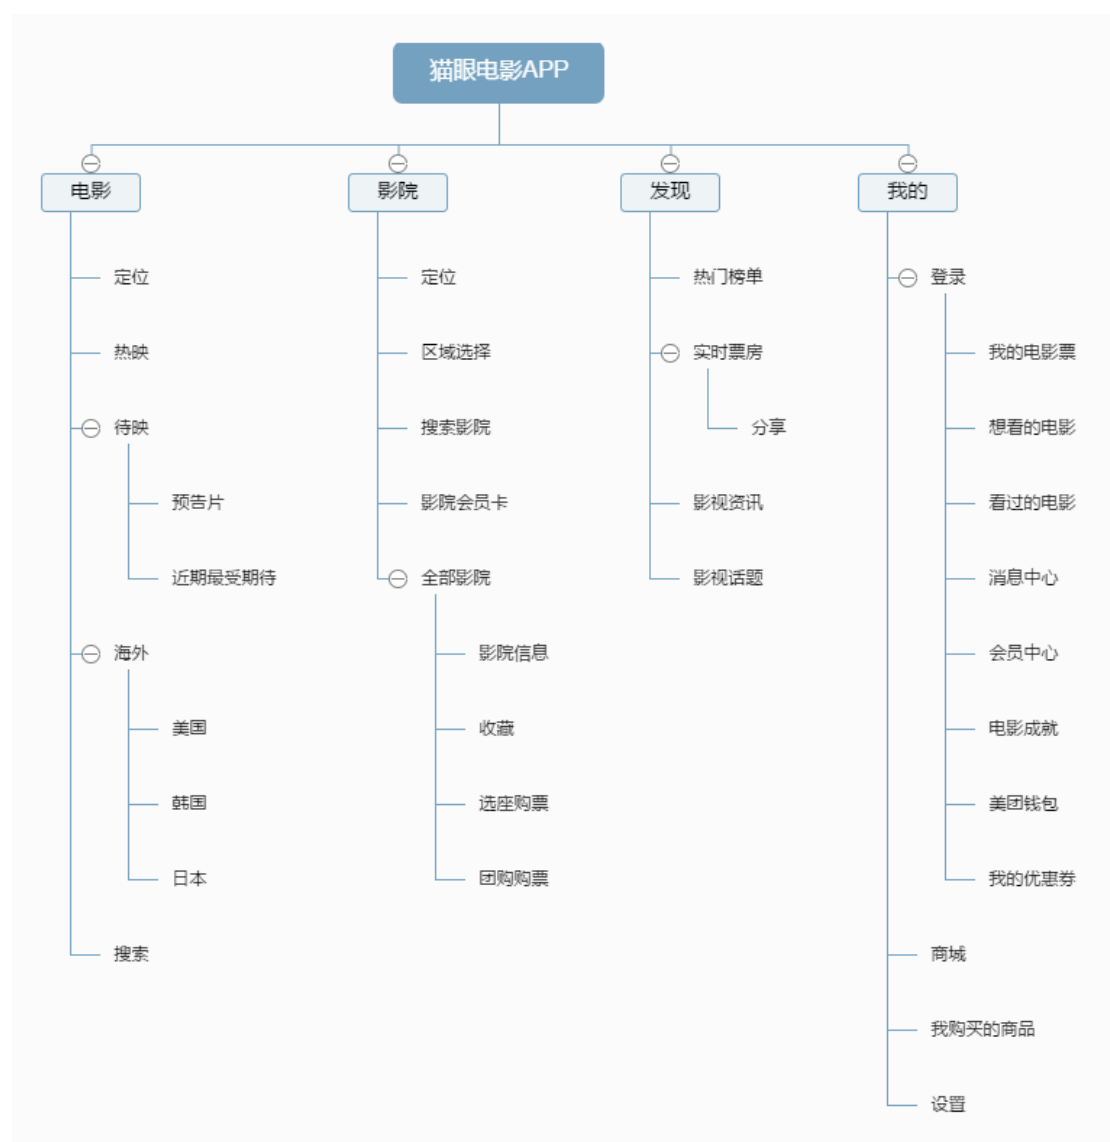 猫眼电影APP
电影
定位
热映
待映
预告片
近期最受期待
海外
美国
韩国
日本
搜索
影院
定位
区域选择
搜索影院
影院会员卡
全部影院
影院信息
收藏
选座购票
团购购票
发现
热门榜单
实时票房
分享
影视资讯
影视话题
我的
登录
我的电影票
想看的电影
看过的电影
消息中心
会员中心
电影成就
美团钱包
我的优惠券
商城
我购买的商品
设置